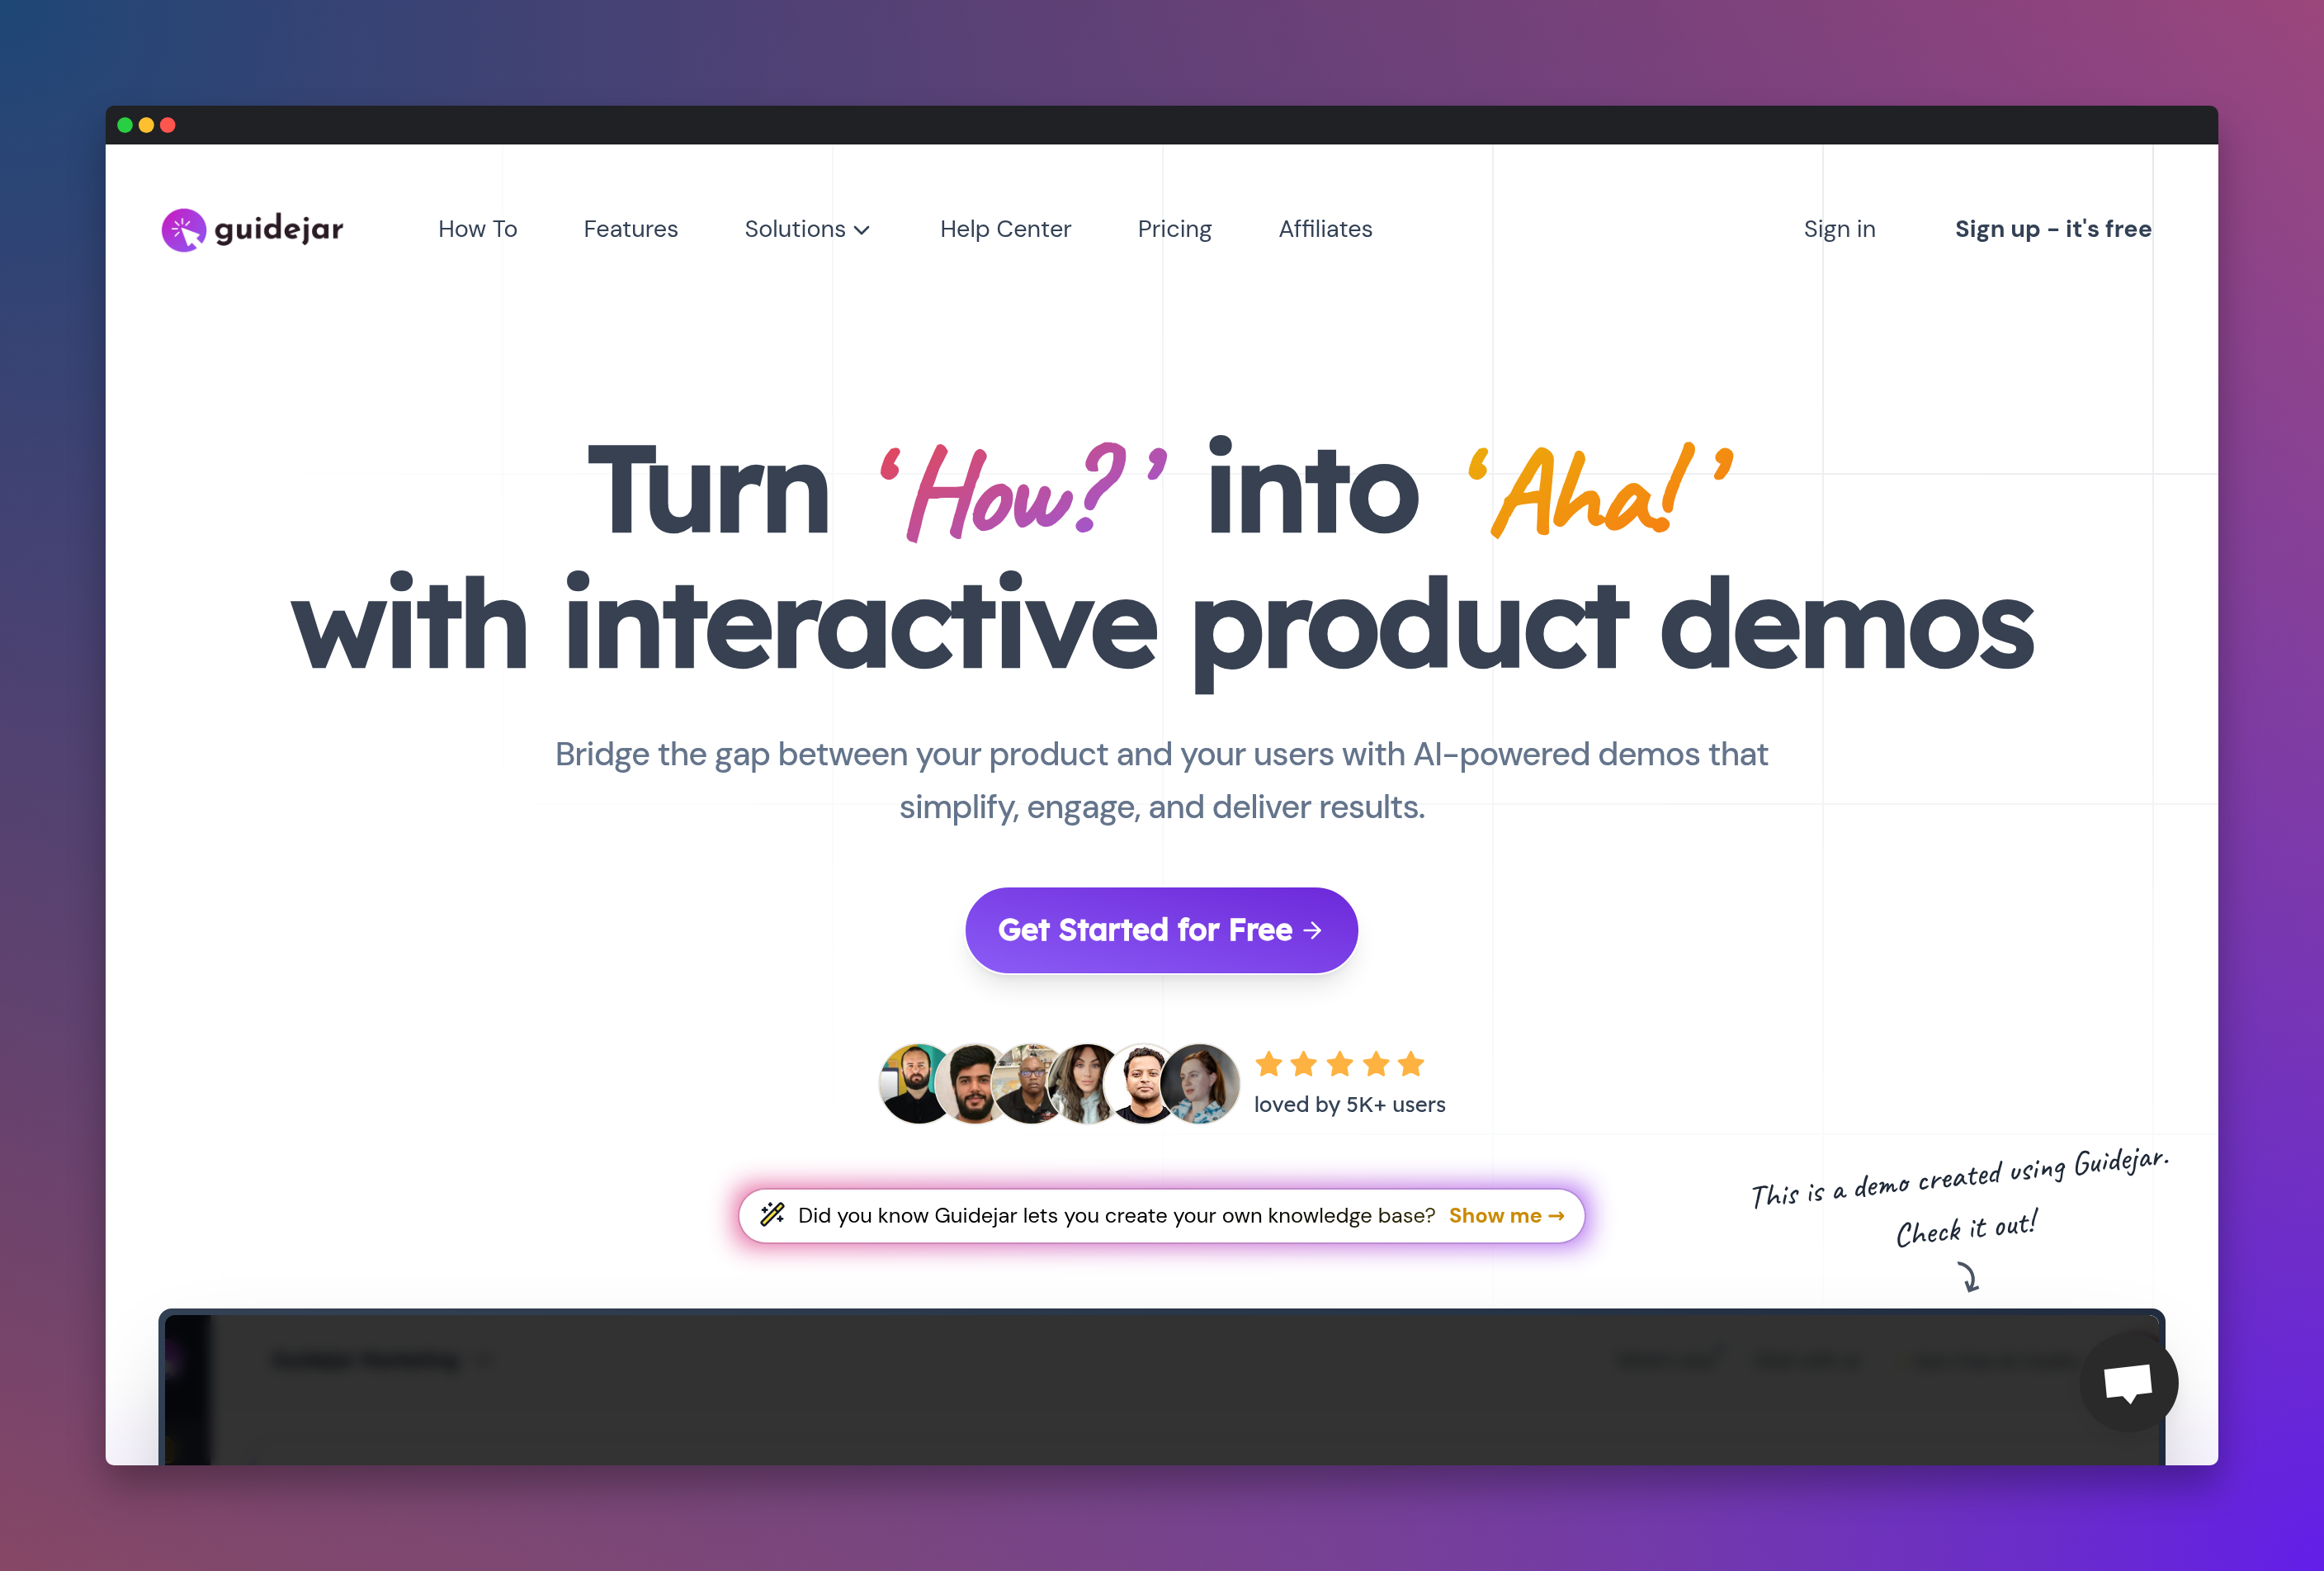 guidejar
How To
Features
Solutions
Help Center
Pricing
Affiliates
Sign in
Sign up - it's free
Turn ‘How?’ into ‘Aha!’
with interactive product demos
Bridge the gap between your product and your users with AI-powered demos that
simplify, engage, and deliver results.
Get Started for Free →
loved by 5K+ users
Did you know Guidejar lets you create your own knowledge base? Show me →
This is a demo created using Guidejar.
Check it out!